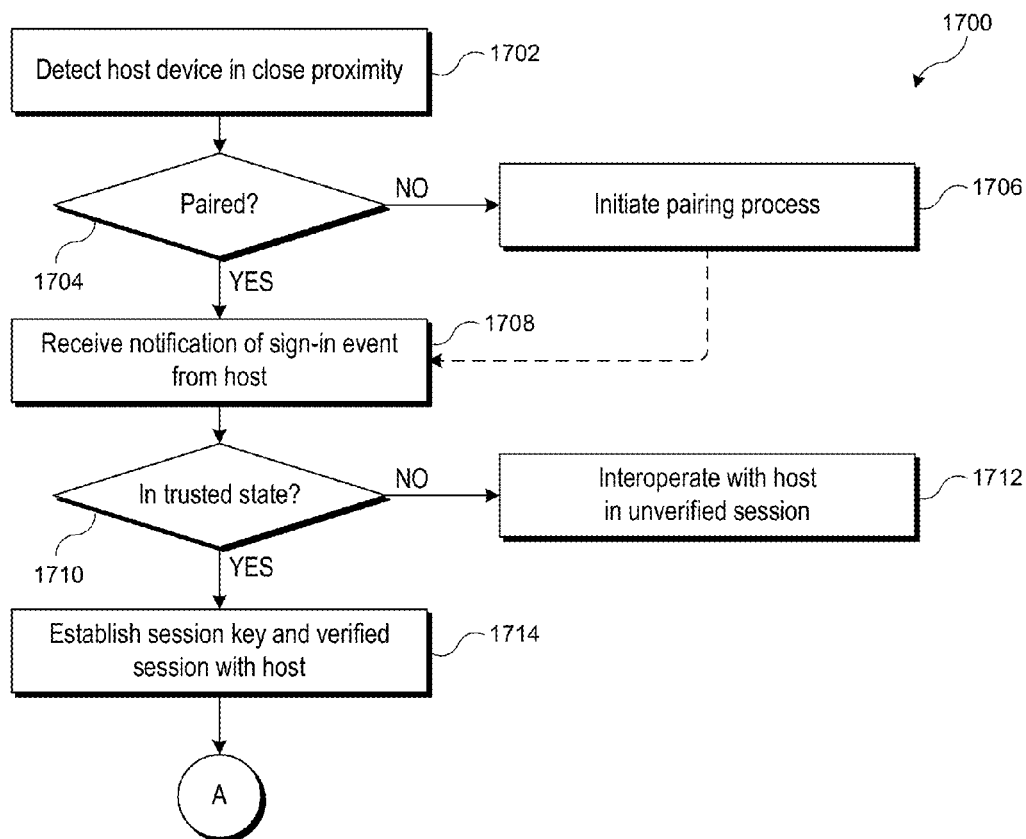 1700
Detect host device in close proximity
1702
Paired?
NO
1704
YES
Initiate pairing process
1706
Receive notification of sign-in event
from host
1708
In trusted state?
NO
1710
YES
Interoperate with host
in unverified session
1712
Establish session key and verified
session with host
1714
A